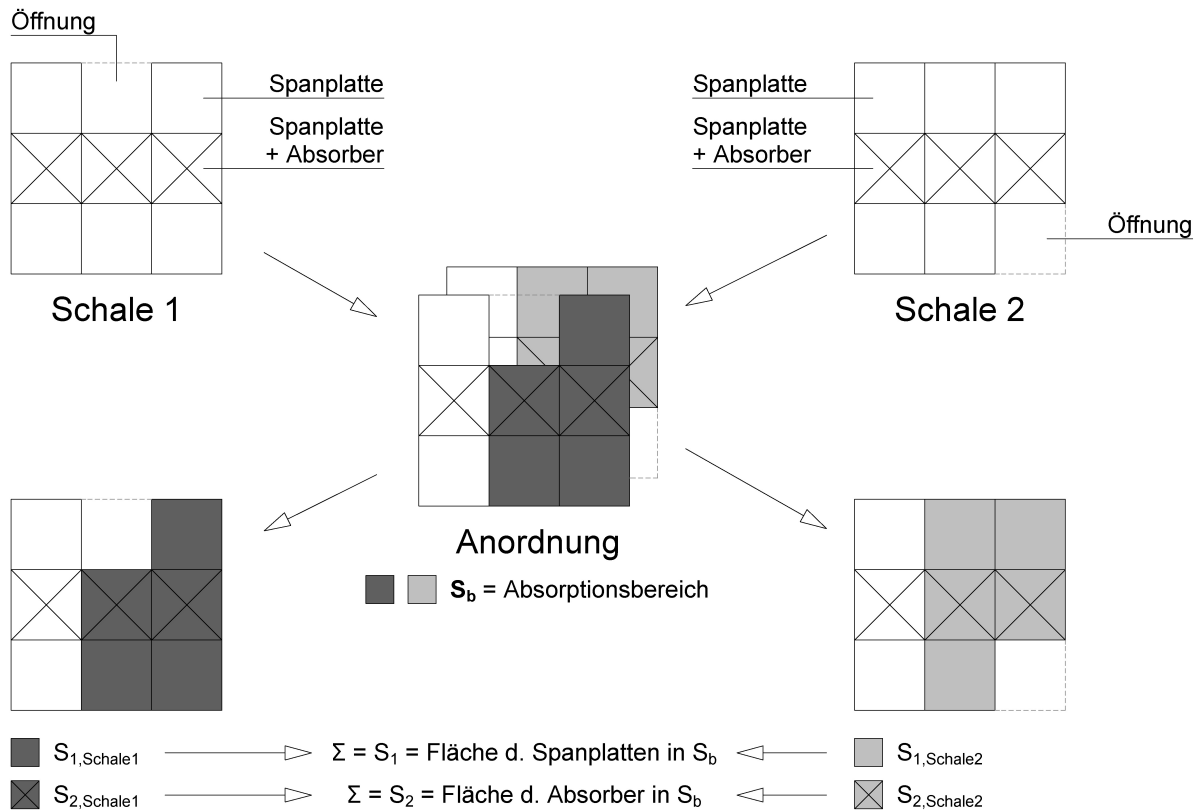 Öffnung
Spanplatte
Spanplatte
+ Absorber
Schale 1
Spanplatte
Spanplatte
+ Absorber
Öffnung
Schale 2
Anordnung
S_b = Absorptionsbereich
S_1,Schale1
Σ = S_1 = Fläche d. Spanplatten in S_b
S_1,Schale2
S_2,Schale1
Σ = S_2 = Fläche d. Absorber in S_b
S_2,Schale2